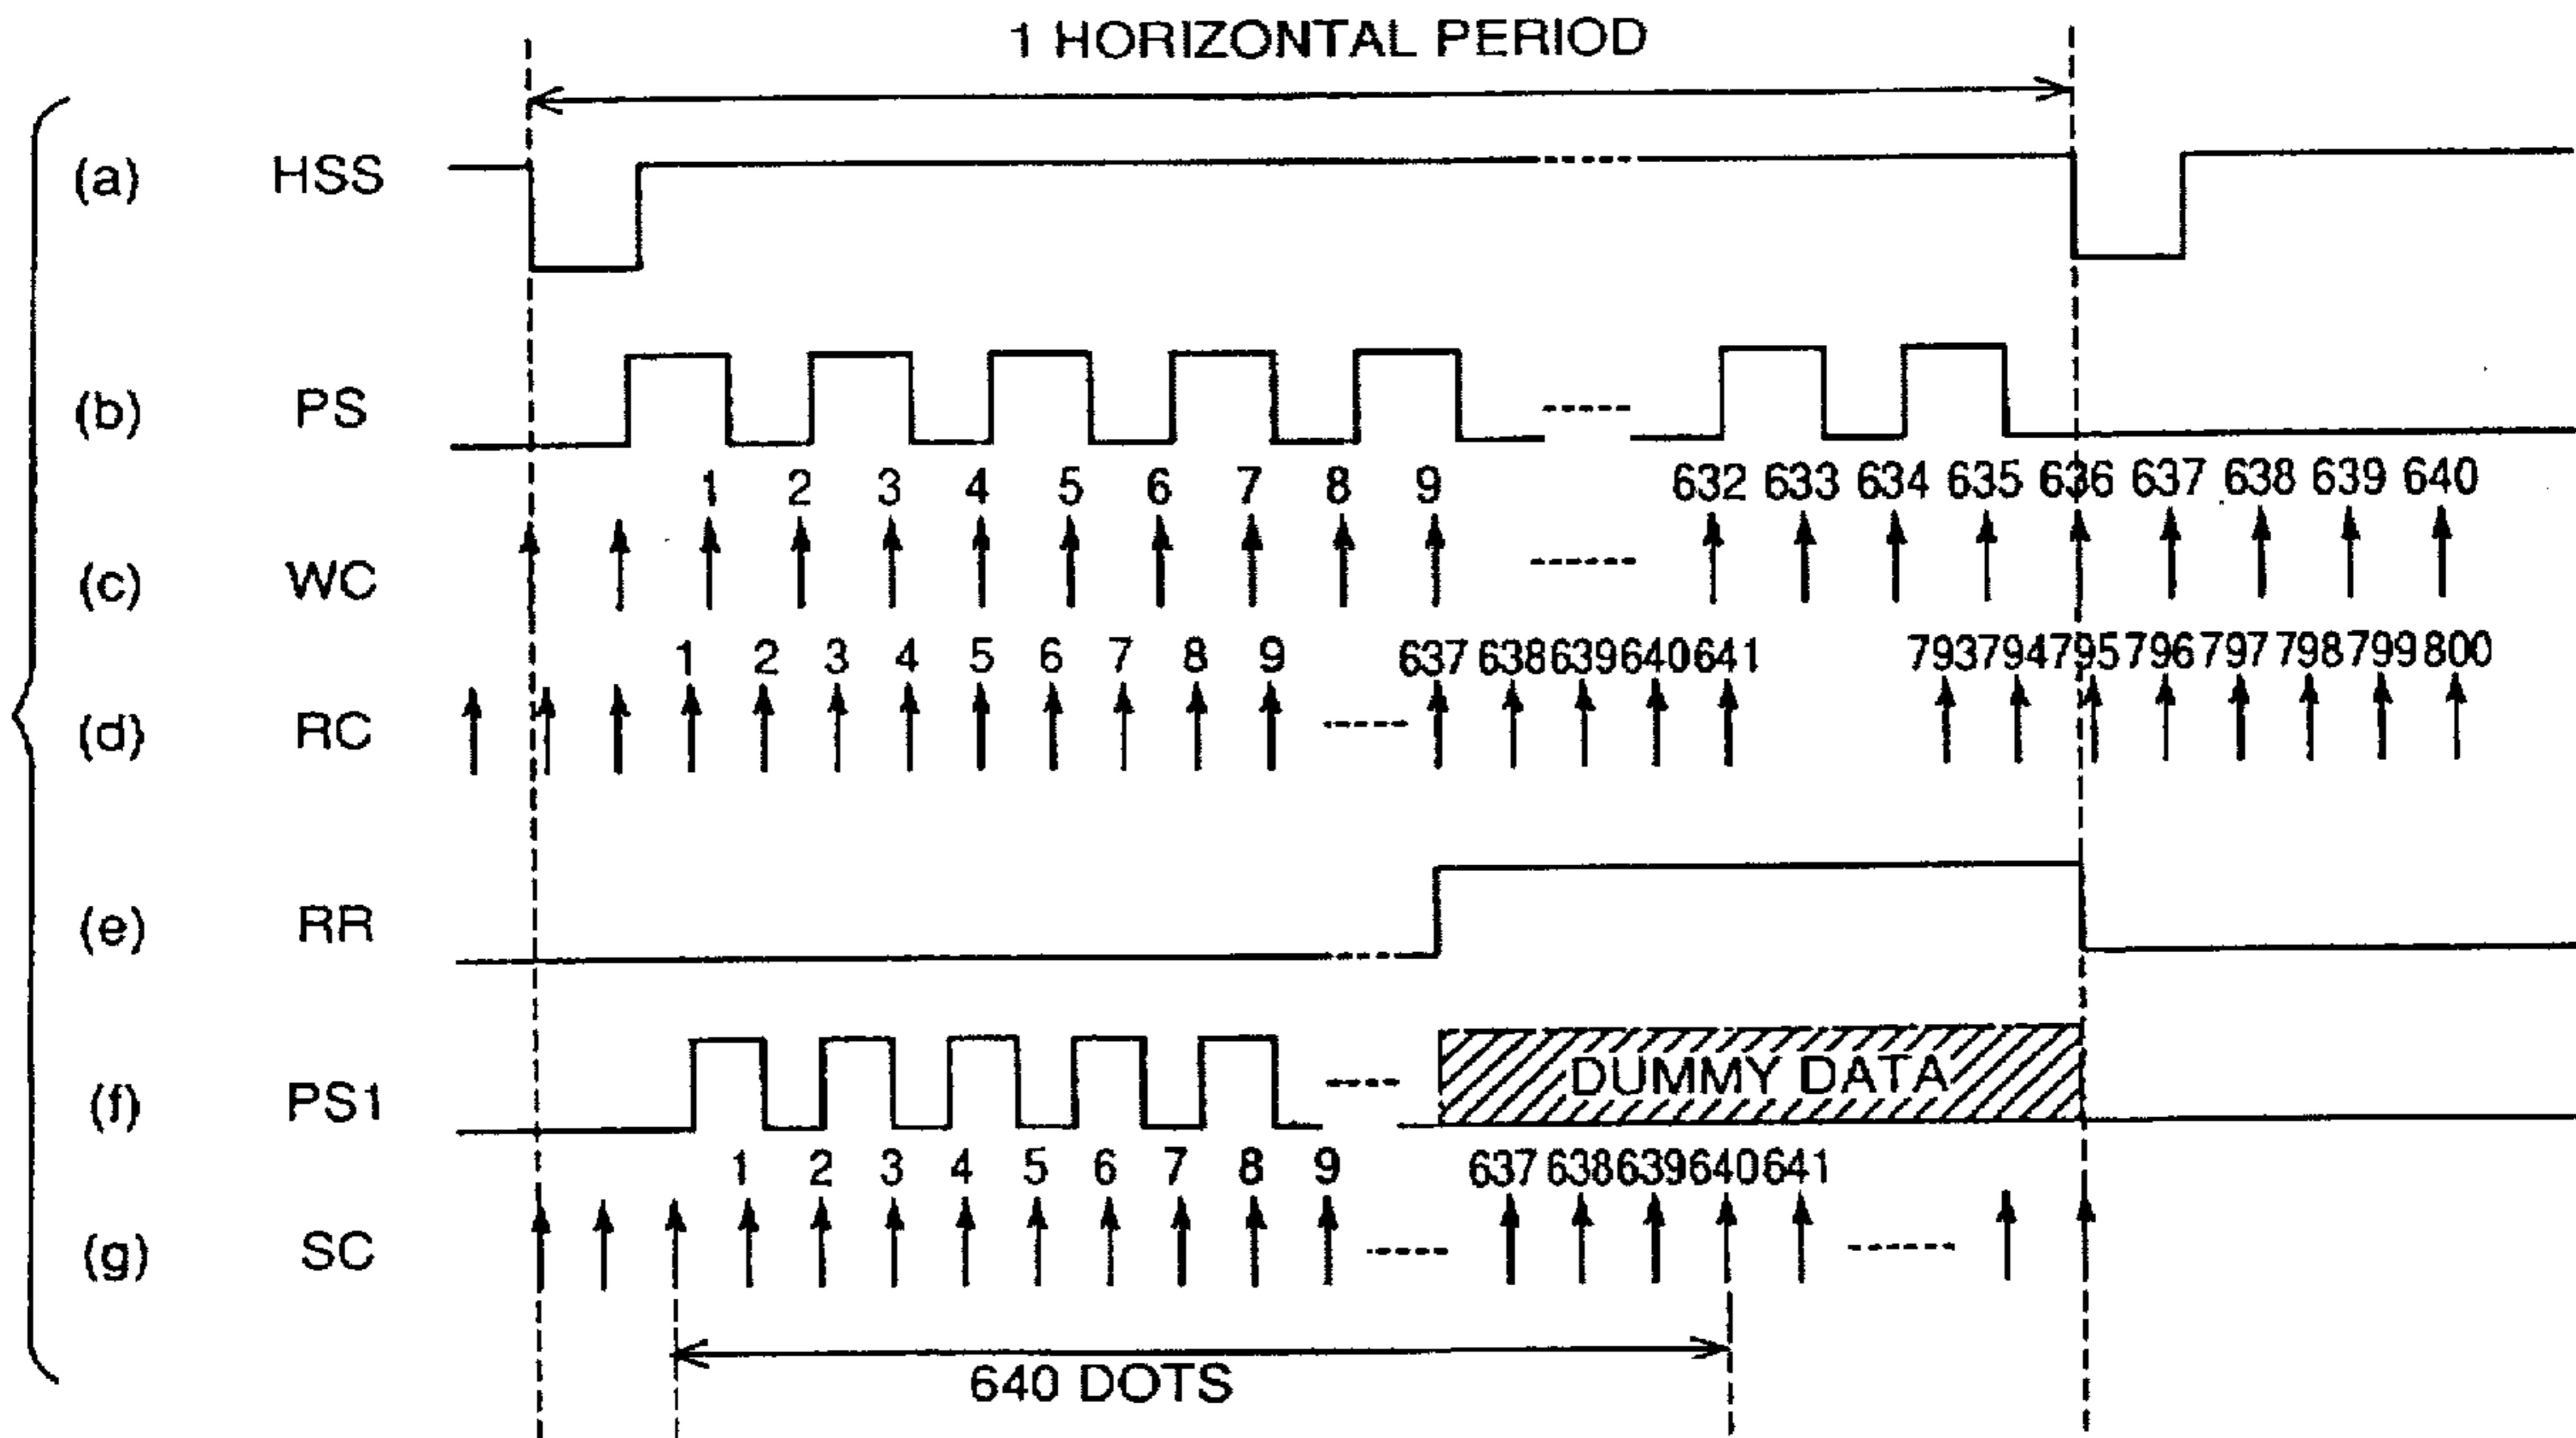 1 HORIZONTAL PERIOD
(a) HSS
(b) PS
1 2 3 4 5 6 7 8 9 632 633 634 635 636 637 638 639 640
(c) WC
1 2 3 4 5 6 7 8 9 637 638 639 640 641 793 794 795 796 797 798 799 800
(d) RC
(e) RR
(f) PS1 DUMMY DATA
1 2 3 4 5 6 7 8 9 637 638 639 640 641
(g) SC
640 DOTS